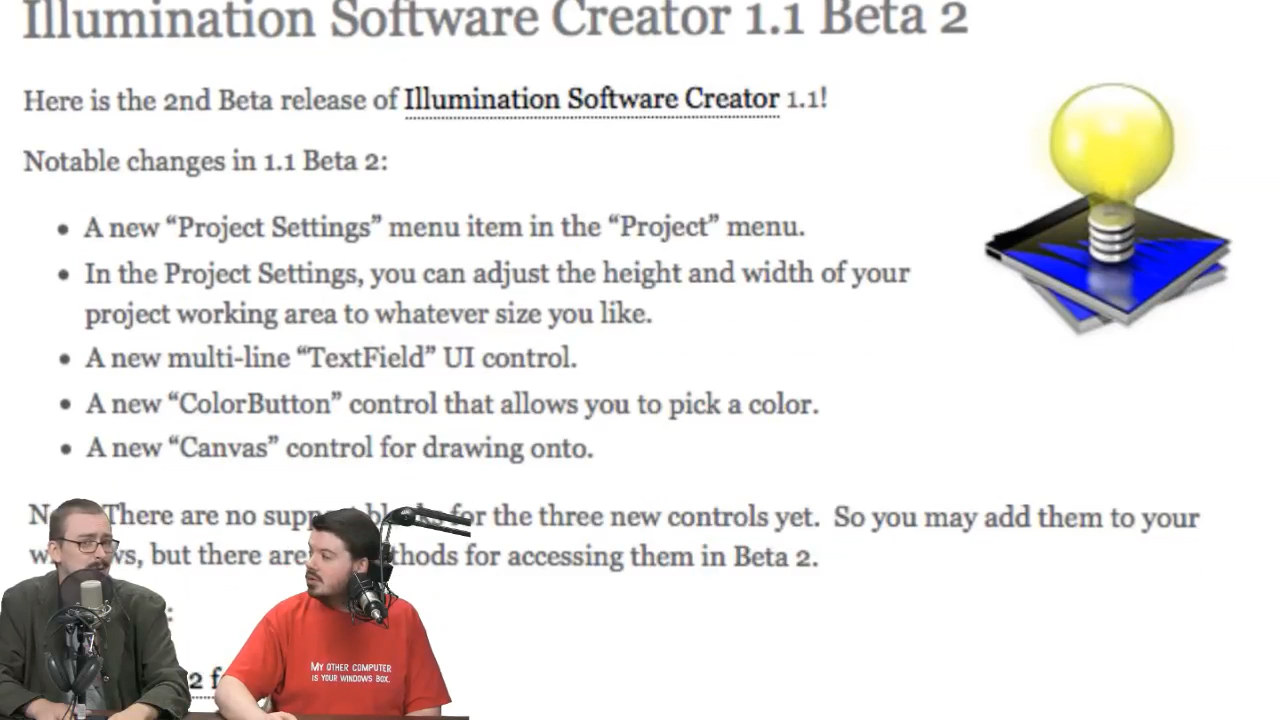 Illumination Software Creator 1.1 Beta 2
Here is the 2nd Beta release of Illumination Software Creator 1.1!
Notable changes in 1.1 Beta 2:
A new “Project Settings” menu item in the “Project” menu.
In the Project Settings, you can adjust the height and width of your
project working area to whatever size you like.
A new multi-line “TextField” UI control.
A new “ColorButton” control that allows you to pick a color.
A new “Canvas” control for drawing onto.
There are no for the three new controls yet. So you may add them to your
but there are for accessing them in Beta 2.
2
MY OTHER COMPUTER
IS YOUR WINDOWS BOX.